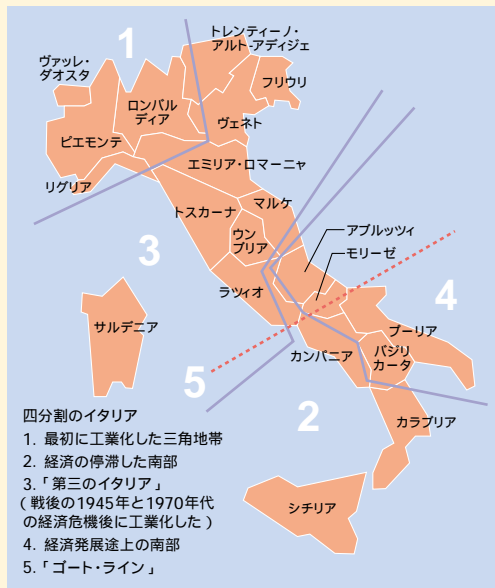 1
トレンティーノ・
アルト-アディジェ
ヴァッレ・
ダオスタ
フリウリ
ロンバル
ディア
ヴェネト
ピエモンテ
エミリア・ロマーニャ
リグリア
マルケ
トスカーナ
ウン
ブリア
アブルッツィ
モリーゼ
3
ラツィオ
4
サルデニア
プーリア
カンパニア
バジリ
カータ
5
2
カラブリア
シチリア
四分割のイタリア
1. 最初に工業化した三角地帯
2. 経済の停滞した南部
3.「第三のイタリア」
(戦後の1945年と1970年代
の経済危機後に工業化した)
4. 経済発展途上の南部
5.「ゴート・ライン」